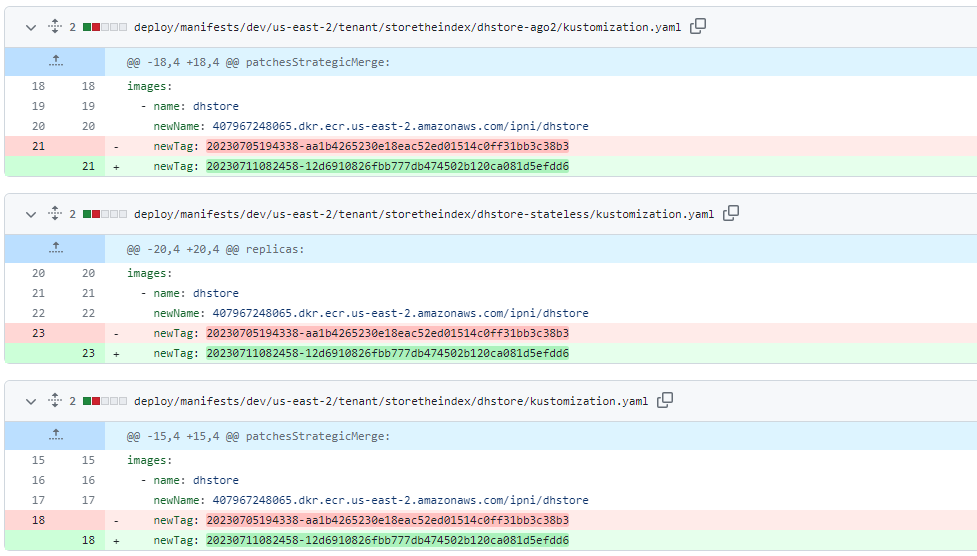 2 deploy/manifests/dev/us-east-2/tenant/storetheindex/dhstore-ago2/kustomization.yaml
@@ -18,4 +18,4 @@ patchesStrategicMerge:
18 18 images:
19 19 - name: dhstore
20 20 newName: 407967248065.dkr.ecr.us-east-2.amazonaws.com/ipni/dhstore
21 - newTag: 20230705194338-aa1b4265230e18eac52ed01514c0ff31bb3c38b3
21 + newTag: 20230711082458-12d6910826fbb777db474502b120ca081d5efdd6
2 deploy/manifests/dev/us-east-2/tenant/storetheindex/dhstore-stateless/kustomization.yaml
@@ -20,4 +20,4 @@ replicas:
20 20 images:
21 21 - name: dhstore
22 22 newName: 407967248065.dkr.ecr.us-east-2.amazonaws.com/ipni/dhstore
23 - newTag: 20230705194338-aa1b4265230e18eac52ed01514c0ff31bb3c38b3
23 + newTag: 20230711082458-12d6910826fbb777db474502b120ca081d5efdd6
2 deploy/manifests/dev/us-east-2/tenant/storetheindex/dhstore/kustomization.yaml
@@ -15,4 +15,4 @@ patchesStrategicMerge:
15 15 images:
16 16 - name: dhstore
17 17 newName: 407967248065.dkr.ecr.us-east-2.amazonaws.com/ipni/dhstore
18 - newTag: 20230705194338-aa1b4265230e18eac52ed01514c0ff31bb3c38b3
18 + newTag: 20230711082458-12d6910826fbb777db474502b120ca081d5efdd6